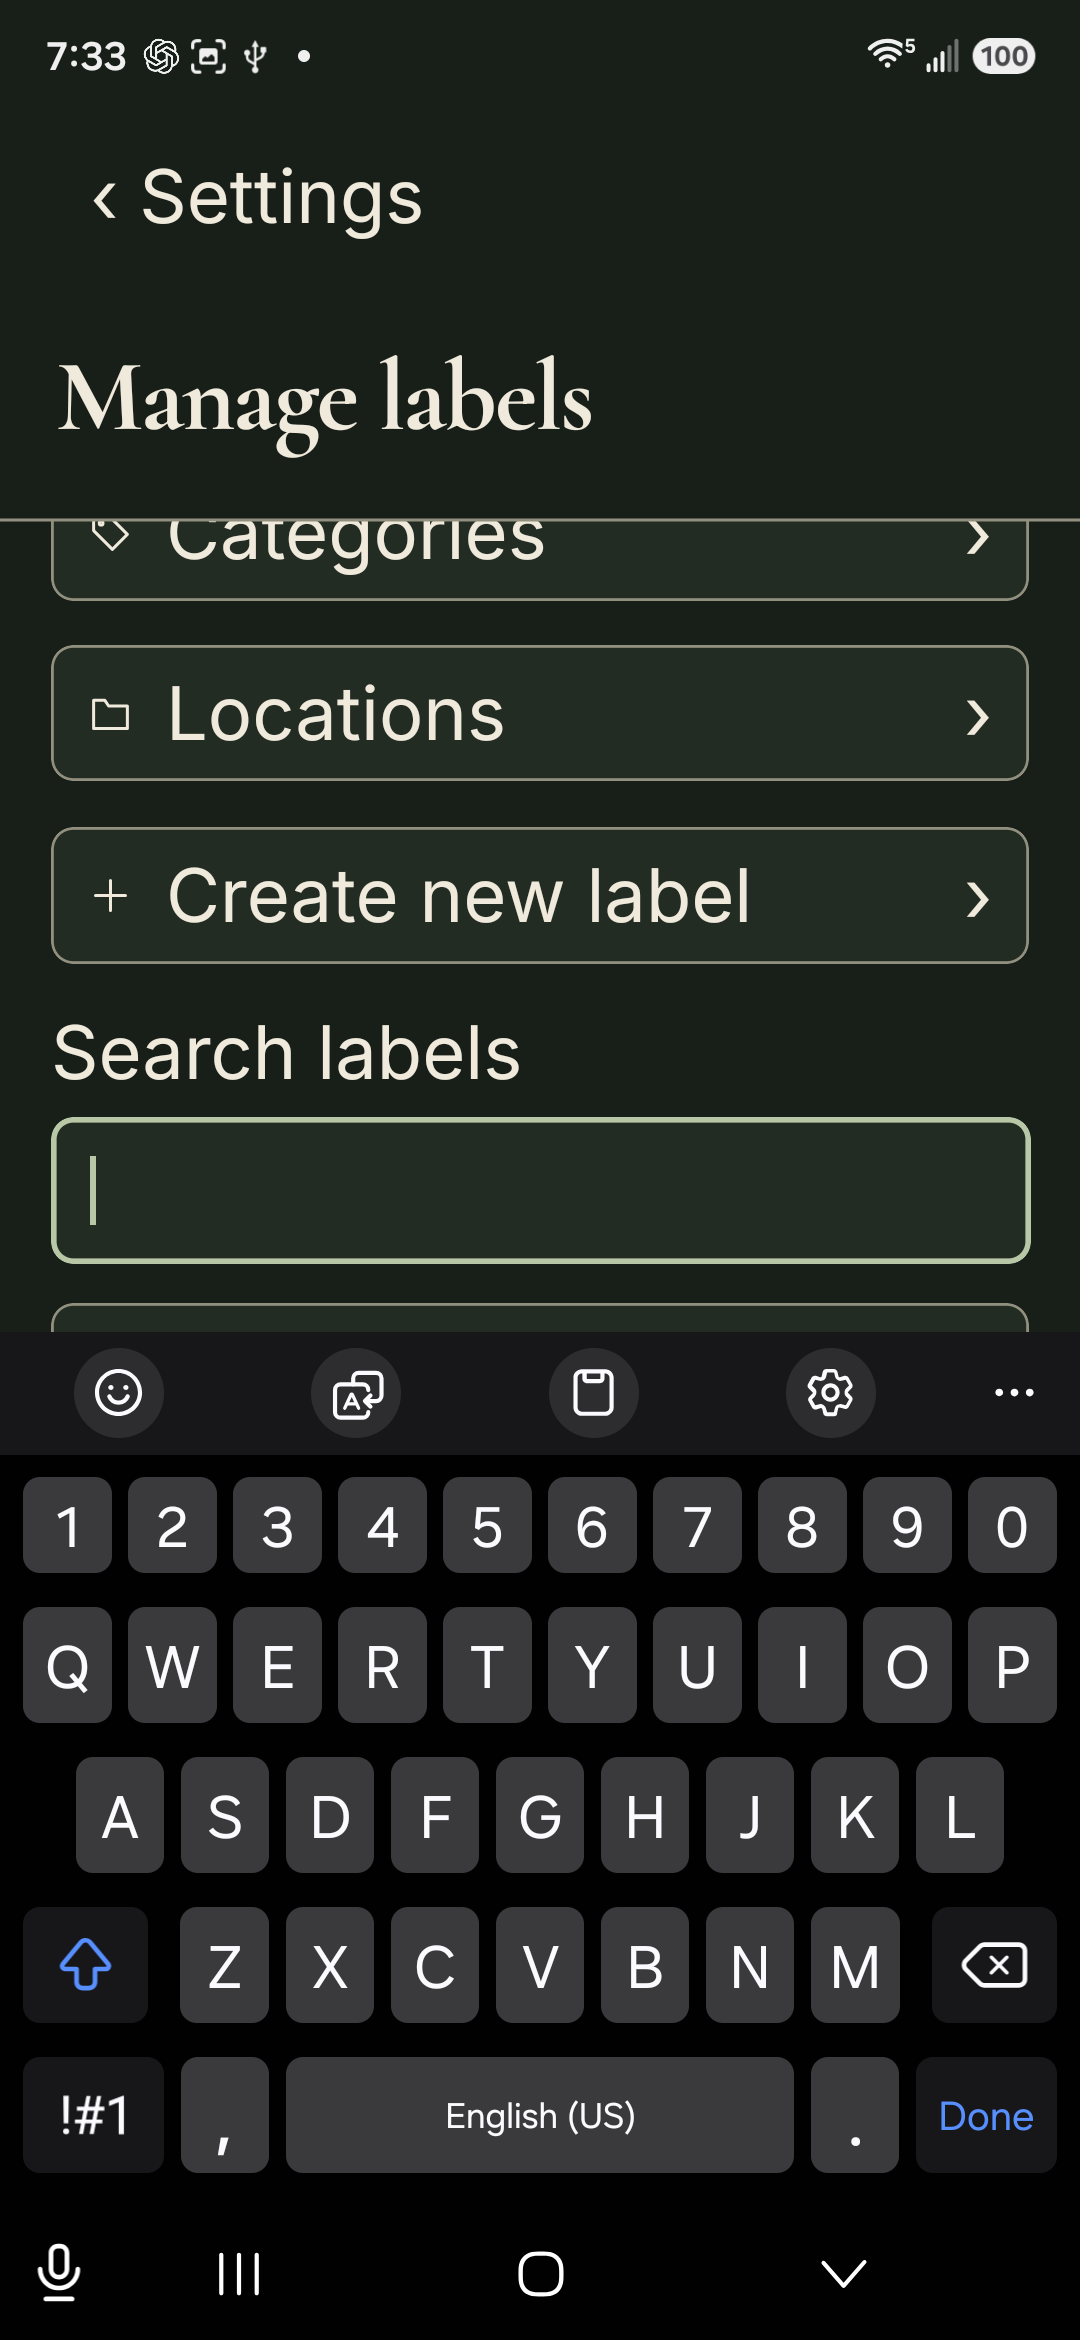 7:33
5
100
‹ Settings
Manage labels
Categories ›
Locations ›
+ Create new label ›
Search labels
1 2 3 4 5 6 7 8 9 0
Q W E R T Y U I O P
A S D F G H J K L
Z X C V B N M
!#1 , English (US) . Done